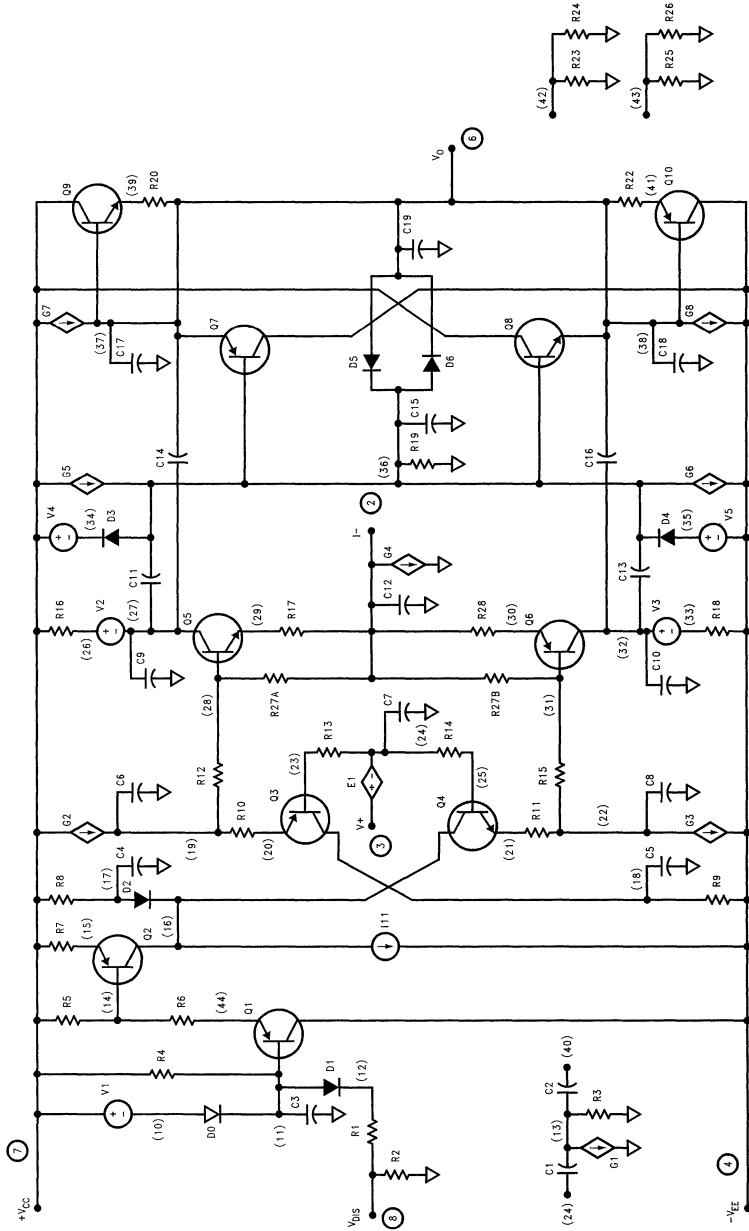 +VCC
7
V1
+ -
(10)
D0
(11)
C3
R4
D1
(12)
R1
R2
VDIS
8
R5
(14)
R6
(44)
Q1
R7
(15)
Q2
(16)
R8
(17)
C4
D2
I11
(18)
C5
R9
G2
C6
(19)
R10
(20)
Q3
R12
(28)
R13
(23)
V+
3
E1
+ -
C7
(24)
R14
(25)
Q4
R11
(21)
R15
(31)
(22)
C8
G3
R16
(26)
V2
+ -
(27)
C9
C11
Q5
(29)
R17
R27A
R27B
C12
G4
I-
2
R28
(30)
Q6
(32)
C10
V3
+ -
(33)
R18
C13
V4
+ -
(34)
D3
G5
C14
(36)
R19
C15
D5
D6
C16
D4
(35)
V5
+ -
G6
G7
(37)
C17
Q7
Q8
C19
(38)
C18
G8
Q9
(39)
R20
VO
6
R22
(41)
Q10
(24)
C1
(13)
G1
C2
R3
(40)
-VEE
4
(42)
R23
R24
(43)
R25
R26